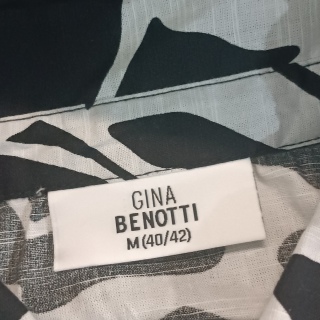 GINA
BENOTTI
M (40/42)